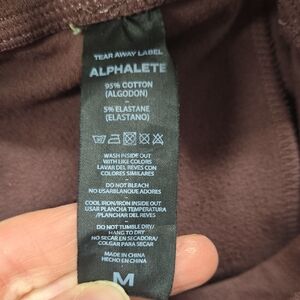 TEAR AWAY LABEL
ALPHALETE
95% COTTON
(ALGODON)
-
5% ELASTANE
(ELASTANO)
WASH INSIDE OUT
WITH LIKE COLORS
LAVAR DEL REVES CON
COLORES SIMILARES
-
DO NOT BLEACH
NO USAR BLANQUEADORES
-
COOL IRON/IRON INSIDE OUT
USAR PLANCHA TEMPERATURA
/PLANCHAR DEL REVES
-
DO NOT TUMBLE DRY/
HANG TO DRY
NO SECAR EN SECADORA/
COLGAR PARA SECAR
-
MADE IN CHINA
HECHO EN CHINA
M